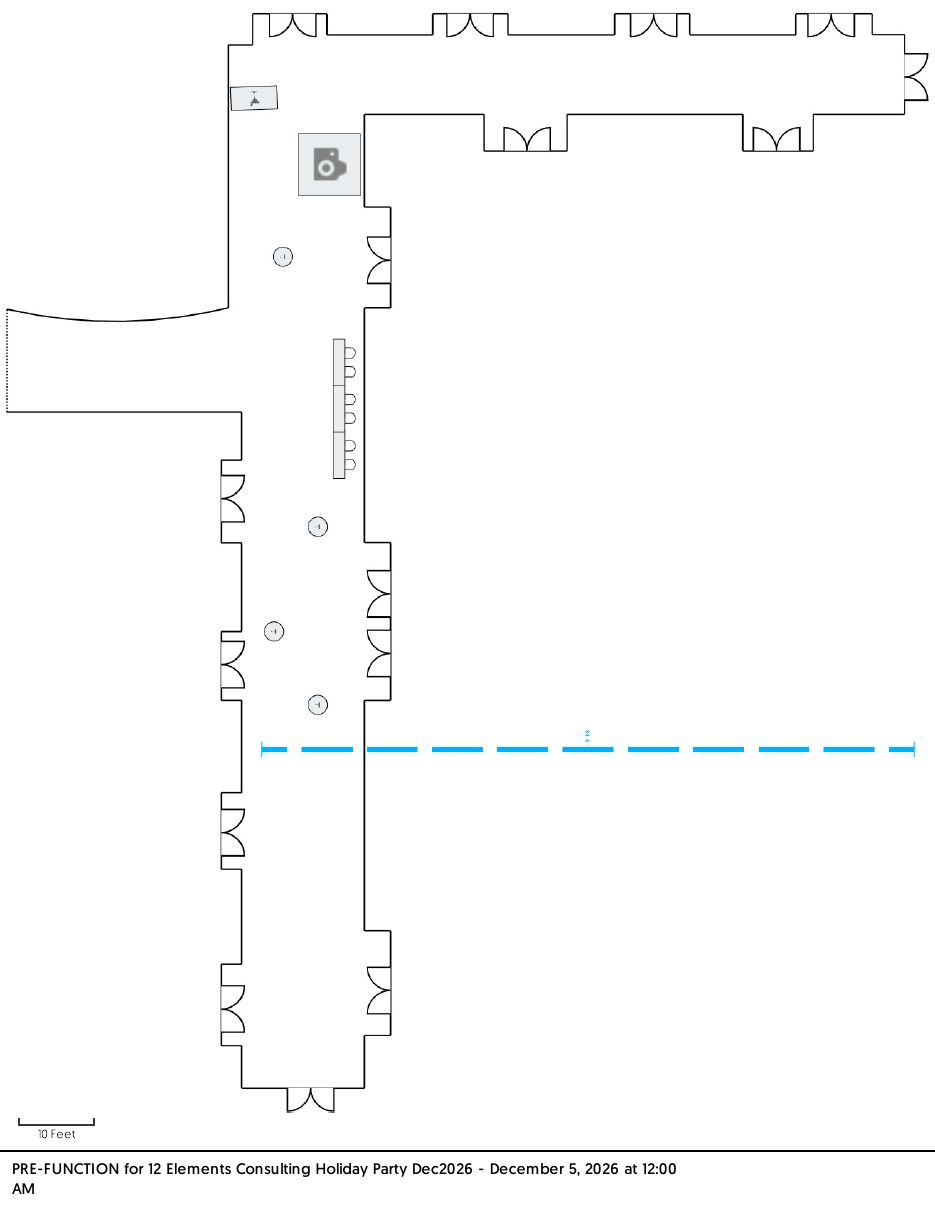 10 Feet
PRE-FUNCTION for 12 Elements Consulting Holiday Party Dec2026 - December 5, 2026 at 12:00
AM